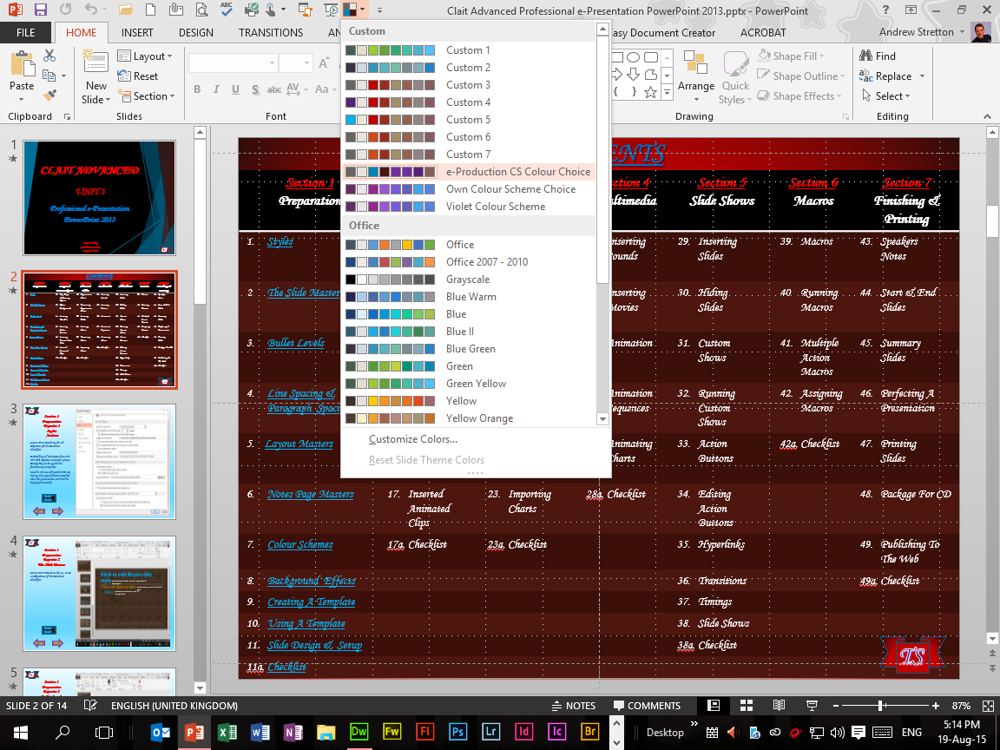 Clait Advanced Professional e-Presentation PowerPoint 2013.pptx - PowerPoint
FILE HOME INSERT DESIGN TRANSITIONS AN asy Document Creator ACROBAT Andrew Stretton
Paste
Clipboard
New
Slide
Layout
Reset
Section
Slides
B I U S abc AV Aa
Font
Arrange
Quick
Styles
Shape Fill
Shape Outline
Shape Effects
Drawing
Find
Replace
Select
Editing
Custom
Custom 1
Custom 2
Custom 3
Custom 4
Custom 5
Custom 6
Custom 7
e-Production CS Colour Choice
Own Colour Scheme Choice
Violet Colour Scheme
Office
Office
Office 2007 - 2010
Grayscale
Blue Warm
Blue
Blue II
Blue Green
Green
Green Yellow
Yellow
Yellow Orange
Customize Colors...
Reset Slide Theme Colors
1
CLAIT ADVANCED
UNIT 5
Professional e-Presentation
PowerPoint 2013
2
3
4
5
ENTS
Section 1
Preparation
ction 4
ltimedia
Section 5
Slide Shows
Section 6
Macros
Section 7
Finishing &
Printing
1. Styles
2 The Slide Master
3. Bullet Levels
4. Line Spacing &
Paragraph Spac
5. Layout Masters
6. Notes Page Masters
7. Colour Schemes
8. Background Effects
9. Creating A Template
10. Using A Template
11. Slide Design & Setup
11a. Checklist
17. Inserted
Animated
Clips
17a. Checklist
23. Importing
Charts
23a. Checklist
nserting
ounds
nserting
Movies
nimation
nimation
equences
nimating
harts
28a. Checklist
29. Inserting
Slides
30. Hiding
Slides
31. Custom
Shows
32. Running
Custom
Shows
33. Action
Buttons
34. Editing
Action
Buttons
35. Hyperlinks
36. Transitions
37. Timings
38. Slide Shows
38a. Checklist
39. Macros
40. Running
Macros
41. Multiple
Action
Macros
42. Assigning
Macros
42a. Checklist
43. Speakers
Notes
44. Start & End
Slides
45. Summary
Slides
46. Perfecting A
Presentation
47. Printing
Slides
48. Package For CD
49. Publishing To
The Web
49a. Checklist
TS
SLIDE 2 OF 14 ENGLISH (UNITED KINGDOM) NOTES COMMENTS 87%
Dw Fw Fl Ps Lr Id Ic Br Desktop ENG
5:14 PM
19-Aug-15